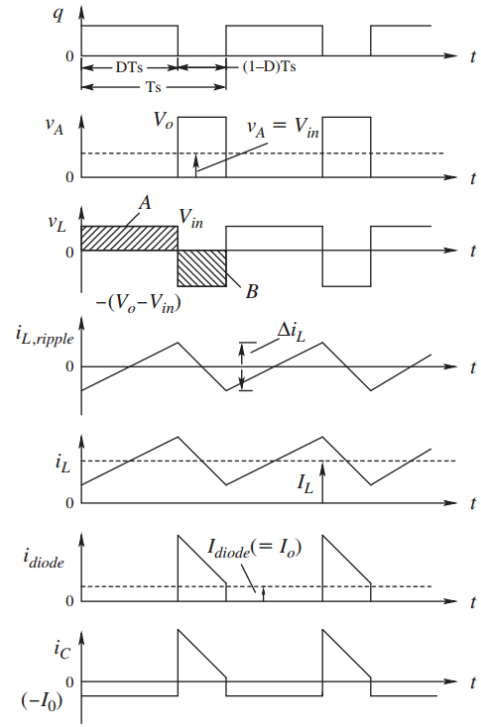 q
0
t
DTs
(1–D)Ts
Ts
v_A
V_o
v_A = V_in
0
t
A
v_L
V_in
0
t
B
–(V_o–V_in)
i_L,ripple
Δi_L
0
t
i_L
I_L
0
t
i_diode
I_diode(= I_o)
0
t
i_C
0
t
(–I_0)